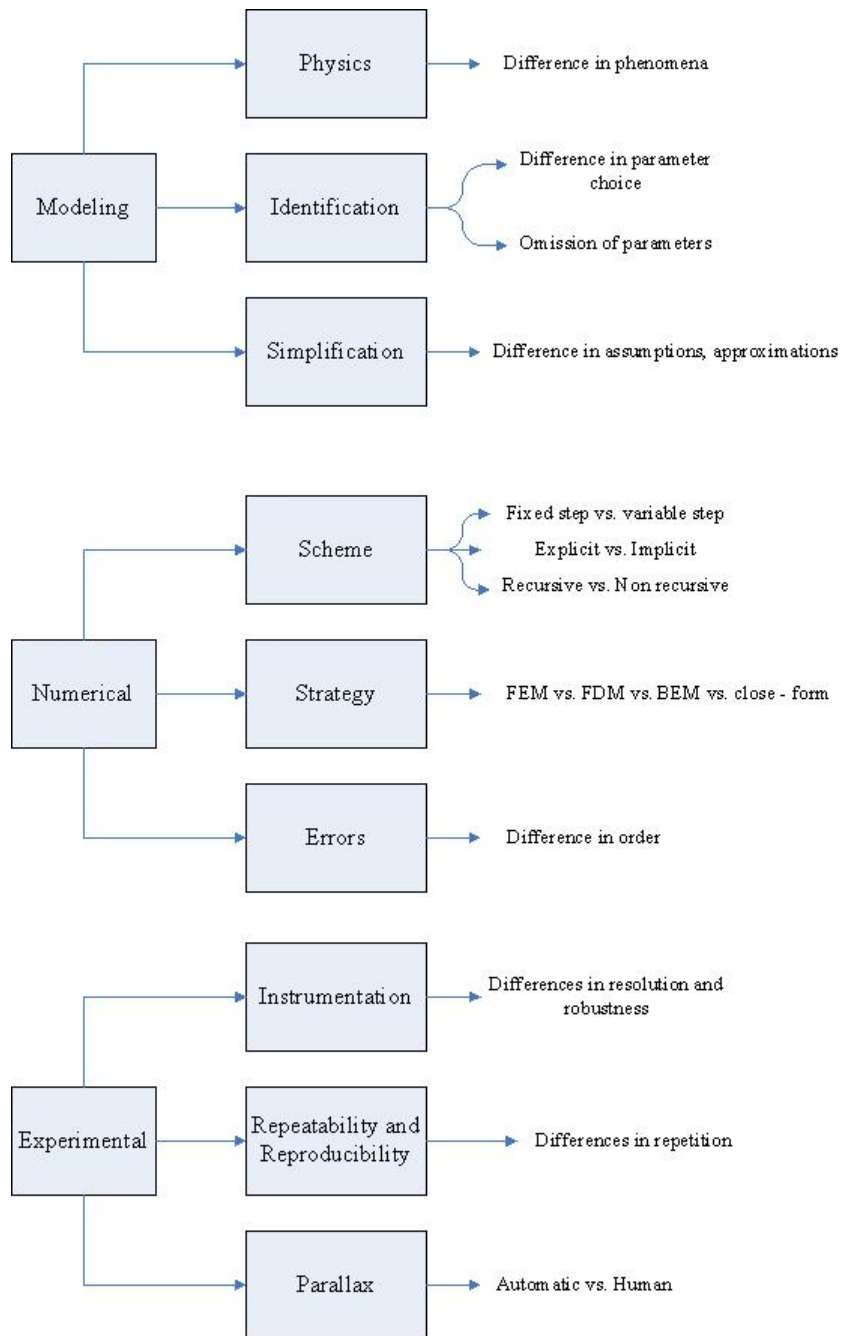 Physics
Difference in phenomena
Modeling
Identification
Difference in parameter
choice
Omission of parameters
Simplification
Difference in assumptions, approximations
Scheme
Fixed step vs. variable step
Explicit vs. Implicit
Recursive vs. Non recursive
Numerical
Strategy
FEM vs. FDM vs. BEM vs. close - form
Errors
Difference in order
Instrumentation
Differences in resolution and
robustness
Experimental
Repeatability and
Reproducibility
Differences in repetition
Parallax
Automatic vs. Human